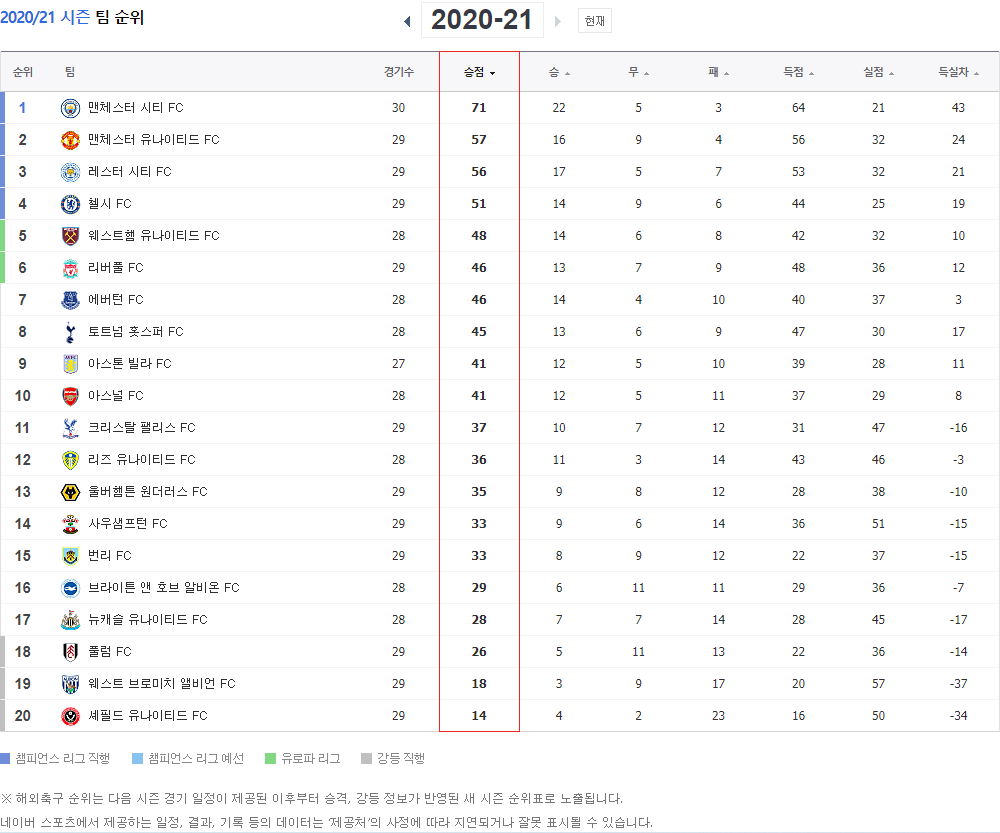 2020/21 시즌 팀 순위
2020-21 현재
순위 팀 경기수 승점 승 무 패 득점 실점 득실차
1 맨체스터 시티 FC 30 71 22 5 3 64 21 43
2 맨체스터 유나이티드 FC 29 57 16 9 4 56 32 24
3 레스터 시티 FC 29 56 17 5 7 53 32 21
4 첼시 FC 29 51 14 9 6 44 25 19
5 웨스트햄 유나이티드 FC 28 48 14 6 8 42 32 10
6 리버풀 FC 29 46 13 7 9 48 36 12
7 에버턴 FC 28 46 14 4 10 40 37 3
8 토트넘 홋스퍼 FC 28 45 13 6 9 47 30 17
9 아스톤 빌라 FC 27 41 12 5 10 39 28 11
10 아스널 FC 28 41 12 5 11 37 29 8
11 크리스탈 팰리스 FC 29 37 10 7 12 31 47 -16
12 리즈 유나이티드 FC 28 36 11 3 14 43 46 -3
13 울버햄튼 원더러스 FC 29 35 9 8 12 28 38 -10
14 사우샘프턴 FC 29 33 9 6 14 36 51 -15
15 번리 FC 29 33 8 9 12 22 37 -15
16 브라이튼 앤 호브 알비온 FC 28 29 6 11 11 29 36 -7
17 뉴캐슬 유나이티드 FC 28 28 7 7 14 28 45 -17
18 풀럼 FC 29 26 5 11 13 22 36 -14
19 웨스트 브로미치 앨비언 FC 29 18 3 9 17 20 57 -37
20 셰필드 유나이티드 FC 29 14 4 2 23 16 50 -34
챔피언스 리그 직행 챔피언스 리그 예선 유로파 리그 강등 직행
※ 해외축구 순위는 다음 시즌 경기 일정이 제공된 이후부터 승격, 강등 정보가 반영된 새 시즌 순위표로 노출됩니다.
네이버 스포츠에서 제공하는 일정, 결과, 기록 등의 데이터는 '제공처'의 사정에 따라 지연되거나 잘못 표시될 수 있습니다.